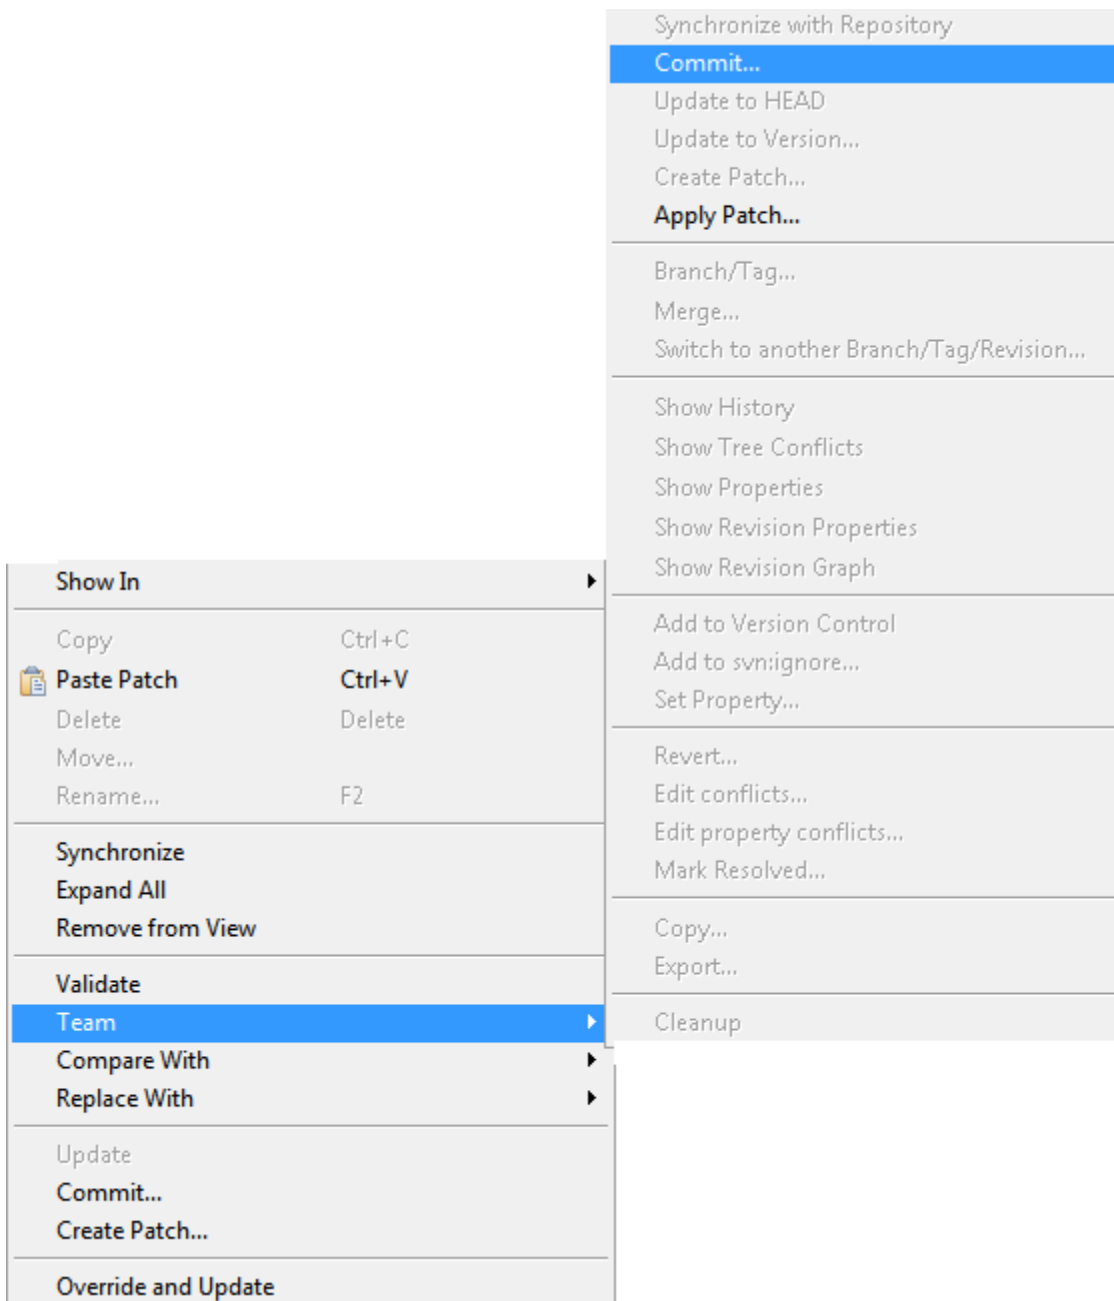 Synchronize with Repository
Commit...
Update to HEAD
Update to Version...
Create Patch...
Apply Patch...
Branch/Tag...
Merge...
Switch to another Branch/Tag/Revision...
Show History
Show Tree Conflicts
Show Properties
Show Revision Properties
Show Revision Graph
Add to Version Control
Add to svn:ignore...
Set Property...
Revert...
Edit conflicts...
Edit property conflicts...
Mark Resolved...
Copy...
Export...
Cleanup
Show In
Copy Ctrl+C
Paste Patch Ctrl+V
Delete Delete
Move...
Rename... F2
Synchronize
Expand All
Remove from View
Validate
Team
Compare With
Replace With
Update
Commit...
Create Patch...
Override and Update